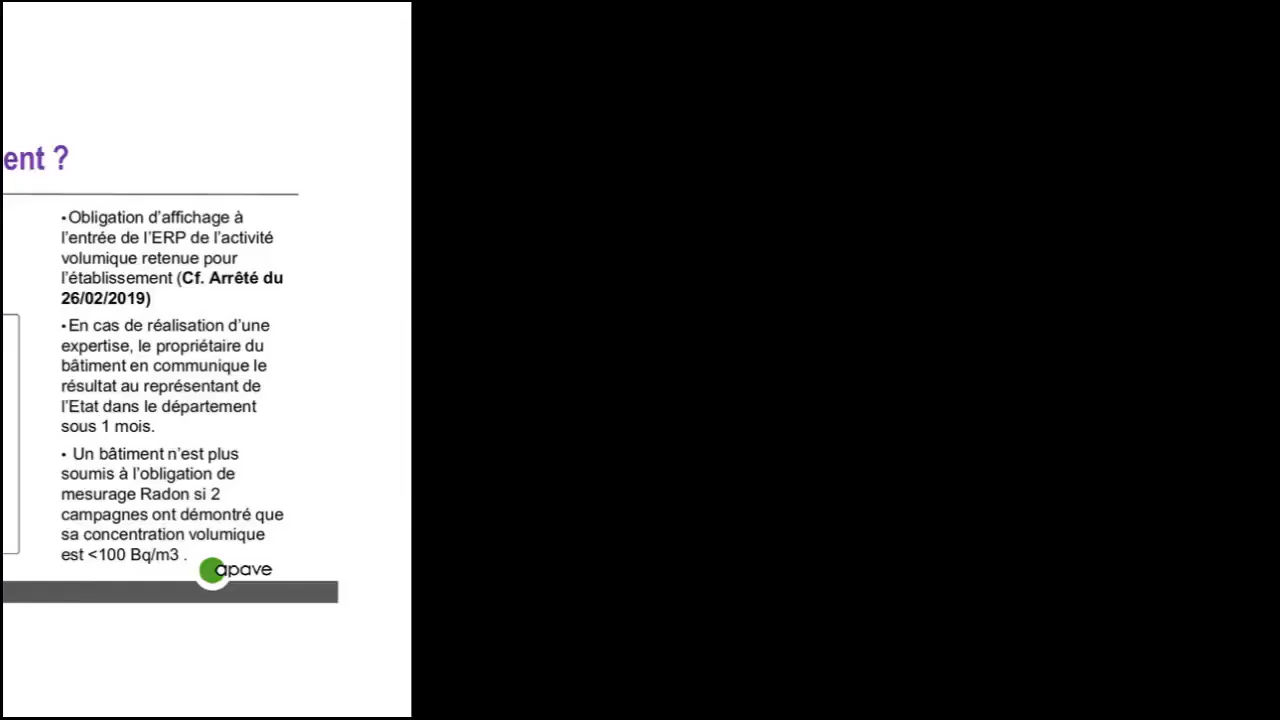 ent ?
•Obligation d’affichage à
l’entrée de l’ERP de l’activité
volumique retenue pour
l’établissement (Cf. Arrêté du
26/02/2019)
•En cas de réalisation d’une
expertise, le propriétaire du
bâtiment en communique le
résultat au représentant de
l’Etat dans le département
sous 1 mois.
• Un bâtiment n’est plus
soumis à l’obligation de
mesurage Radon si 2
campagnes ont démontré que
sa concentration volumique
est <100 Bq/m3 .
apave